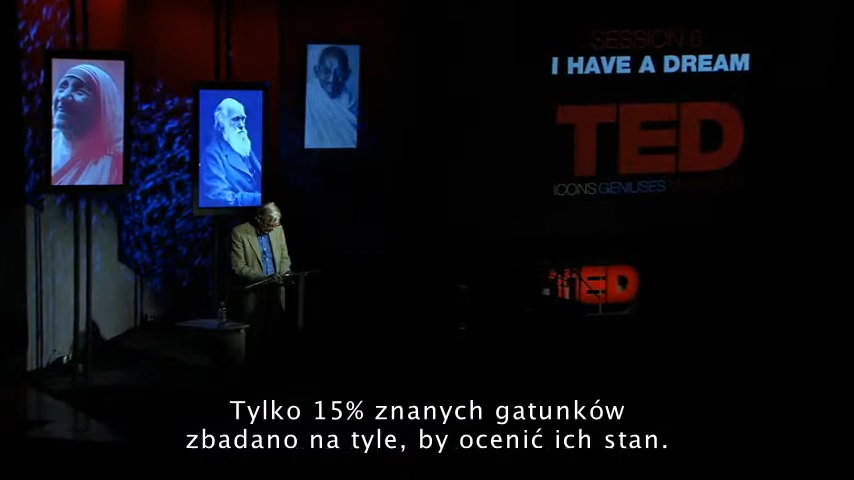 SESSION 6
I HAVE A DREAM
TED
ICONS GENIUSES
TED
Tylko 15% znanych gatunków
zbadano na tyle, by ocenić ich stan.